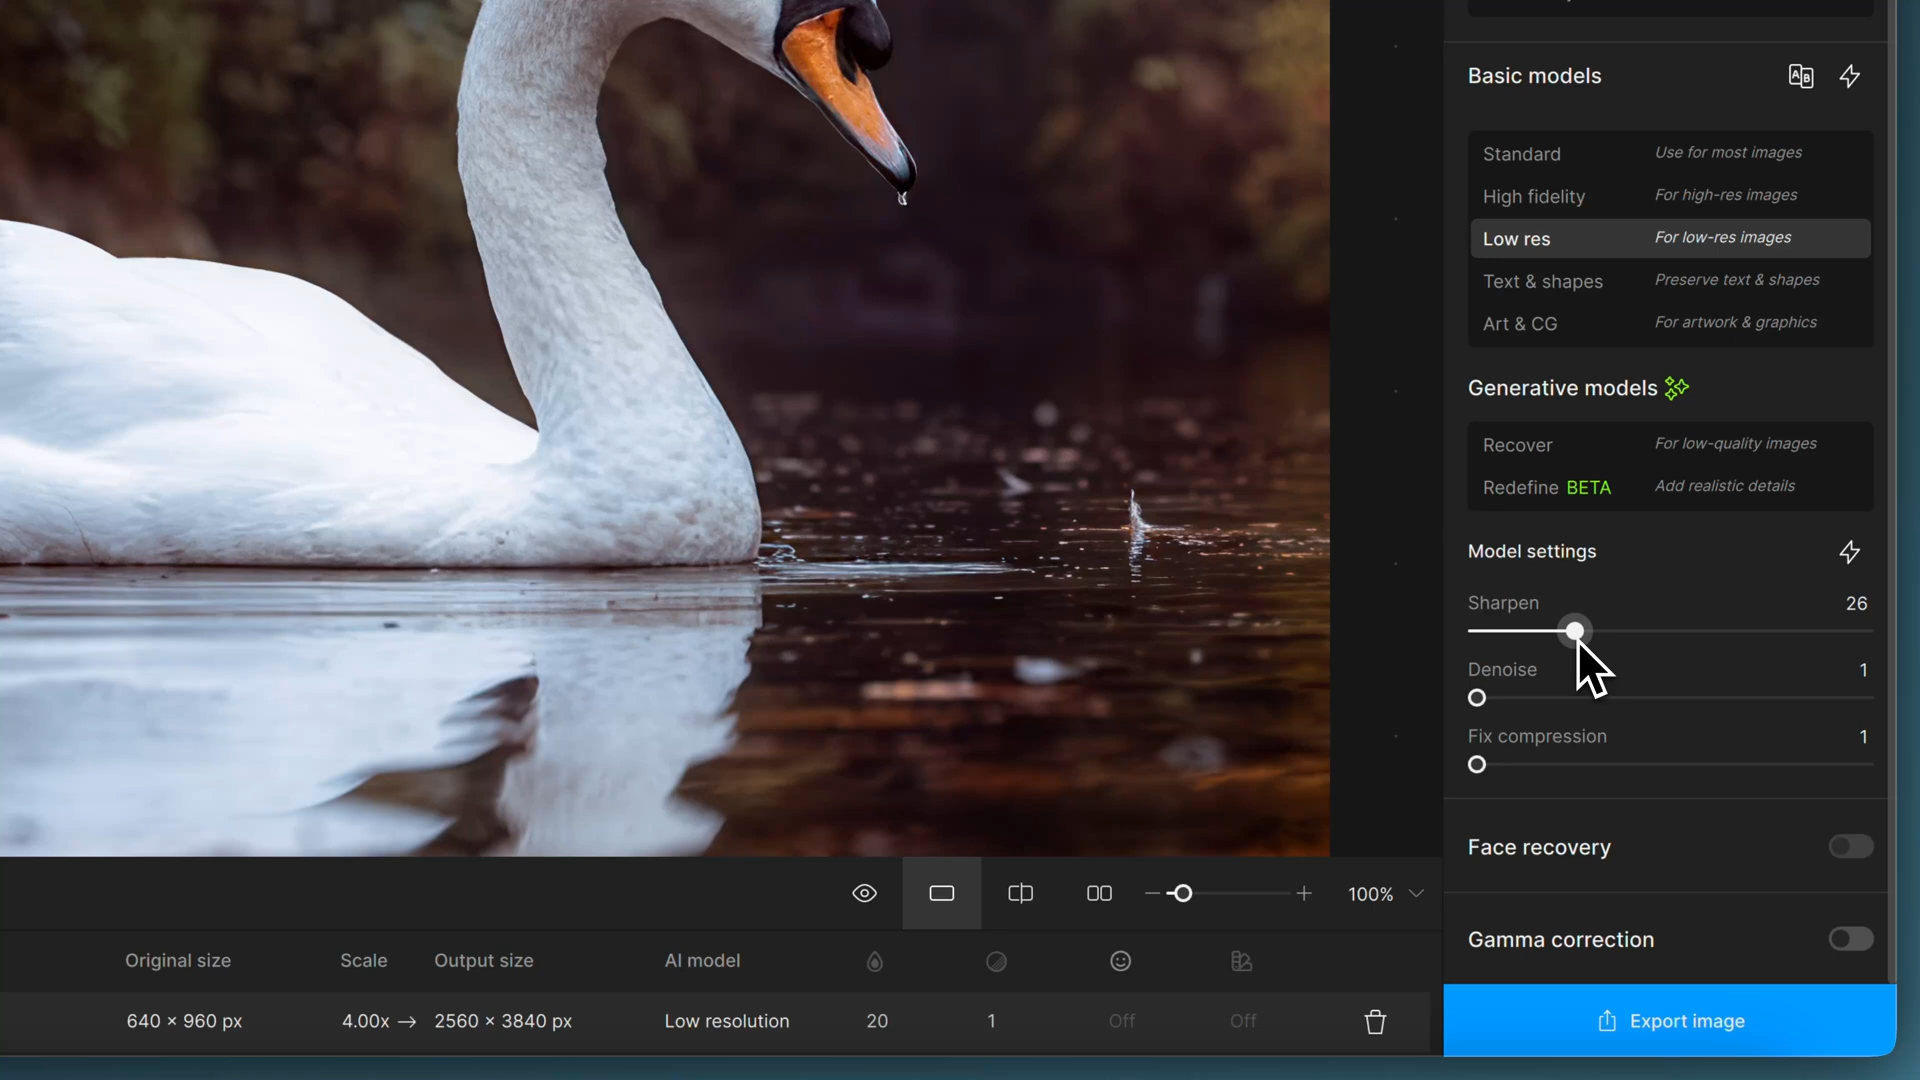 Basic models
Standard Use for most images
High fidelity For high-res images
Low res For low-res images
Text & shapes Preserve text & shapes
Art & CG For artwork & graphics
Generative models
Recover For low-quality images
Redefine BETA Add realistic details
Model settings
Sharpen 26
Denoise 1
Fix compression 1
Face recovery
Gamma correction
100%
Original size Scale Output size AI model
640 × 960 px 4.00x → 2560 × 3840 px Low resolution 20 1 Off Off
Export image